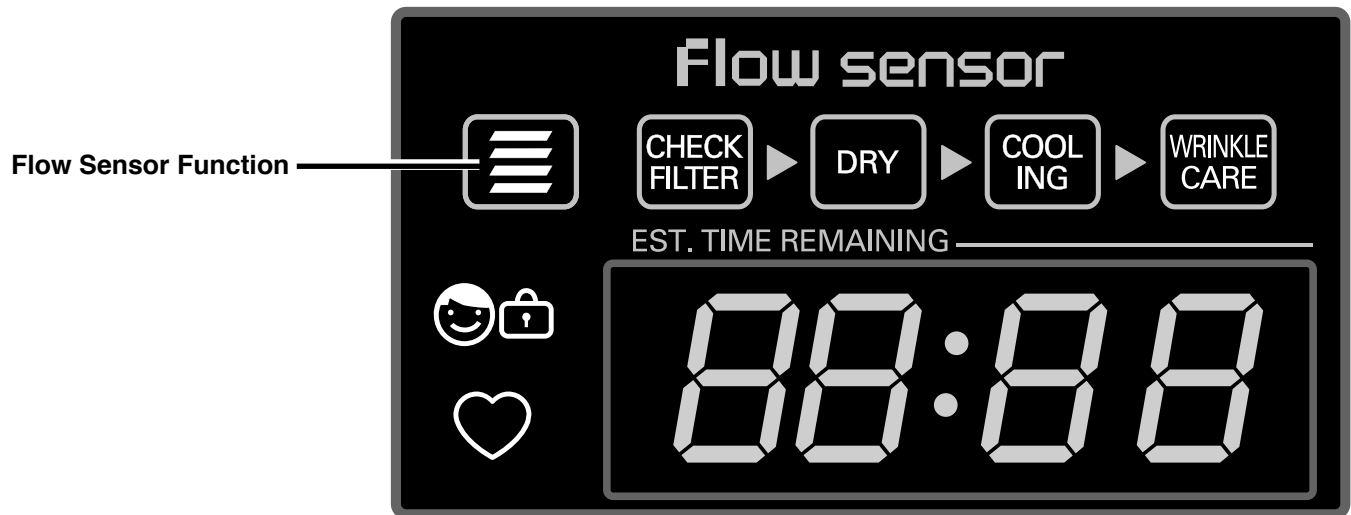 Flow sensor
Flow Sensor Function
CHECK
FILTER
DRY
COOL
ING
WRINKLE
CARE
EST. TIME REMAINING
88:88